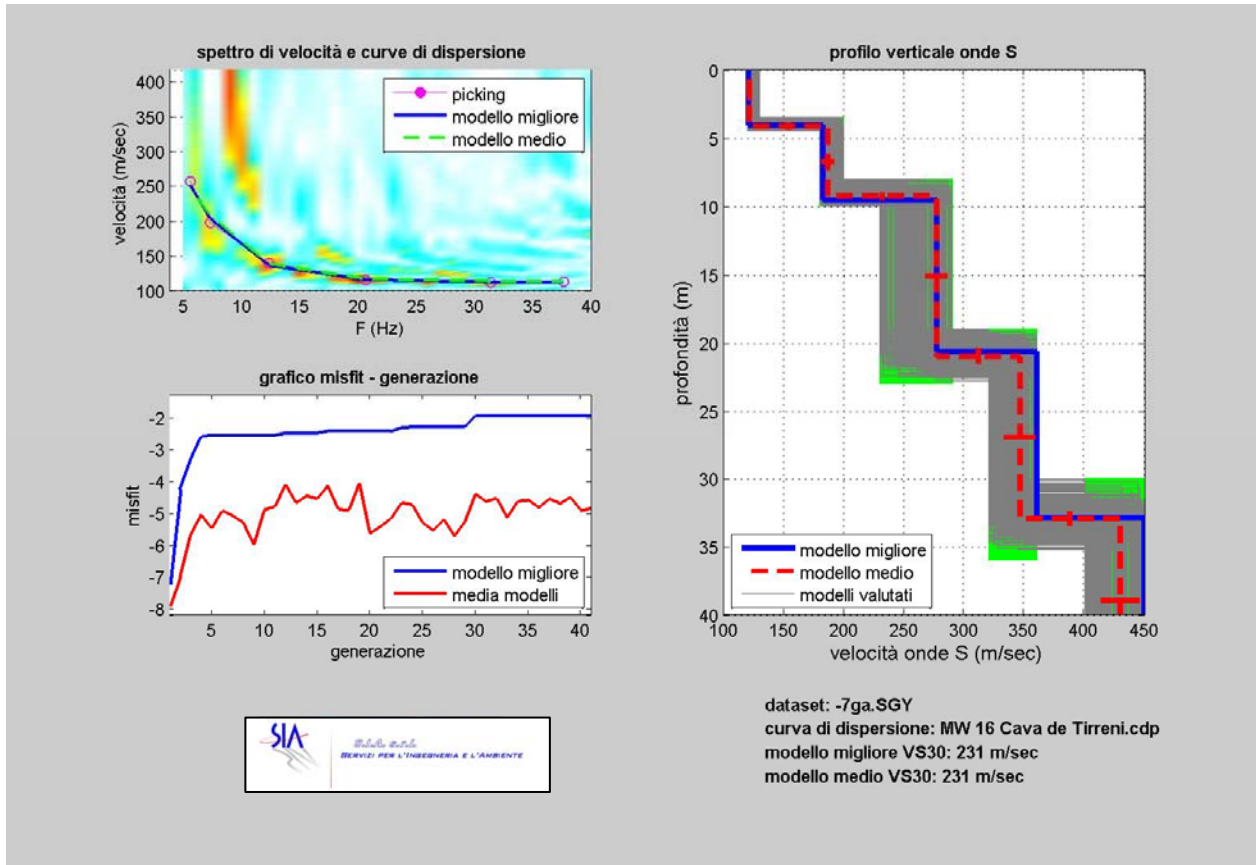 spettro di velocità e curve di dispersione
400
350
300
250
200
150
100
velocità (m/sec)
picking
modello migliore
modello medio
5 10 15 20 25 30 35 40
F (Hz)
grafico misfit - generazione
-2
-3
-4
-5
-6
-7
-8
misfit
modello migliore
media modelli
5 10 15 20 25 30 35 40
generazione
SIA
S.I.A. s.r.l.
SERVIZI PER L'INGEGNERIA E L'AMBIENTE
profilo verticale onde S
0
5
10
15
20
25
30
35
40
profondità (m)
modello migliore
modello medio
modelli valutati
100 150 200 250 300 350 400 450
velocità onde S (m/sec)
dataset: -7ga.SGY
curva di dispersione: MW 16 Cava de Tirreni.cdp
modello migliore VS30: 231 m/sec
modello medio VS30: 231 m/sec